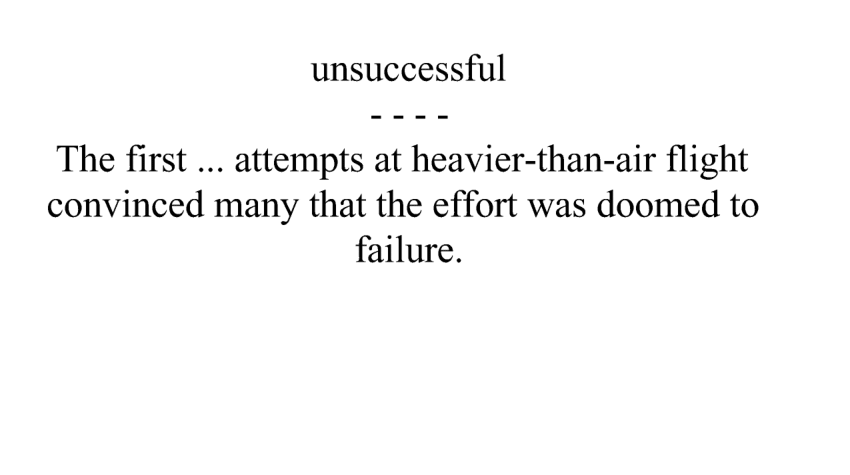 unsuccessful
- - - -
The first ... attempts at heavier-than-air flight
convinced many that the effort was doomed to
failure.